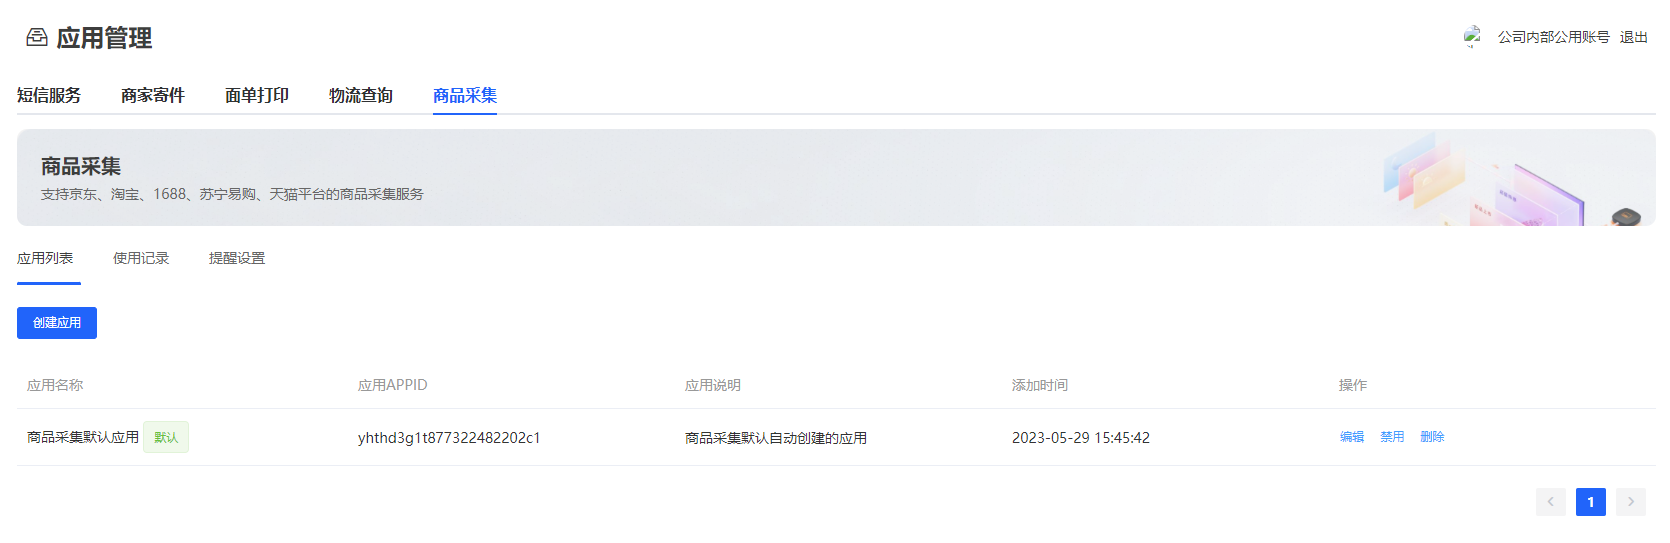 应用管理
公司内部公用账号 退出
短信服务 商家寄件 面单打印 物流查询 商品采集
商品采集
支持京东、淘宝、1688、苏宁易购、天猫平台的商品采集服务
应用列表 使用记录 提醒设置
创建应用
应用名称 应用APPID 应用说明 添加时间 操作
商品采集默认应用 默认 yhthd3g1t877322482202c1 商品采集默认自动创建的应用 2023-05-29 15:45:42 编辑 禁用 删除
1